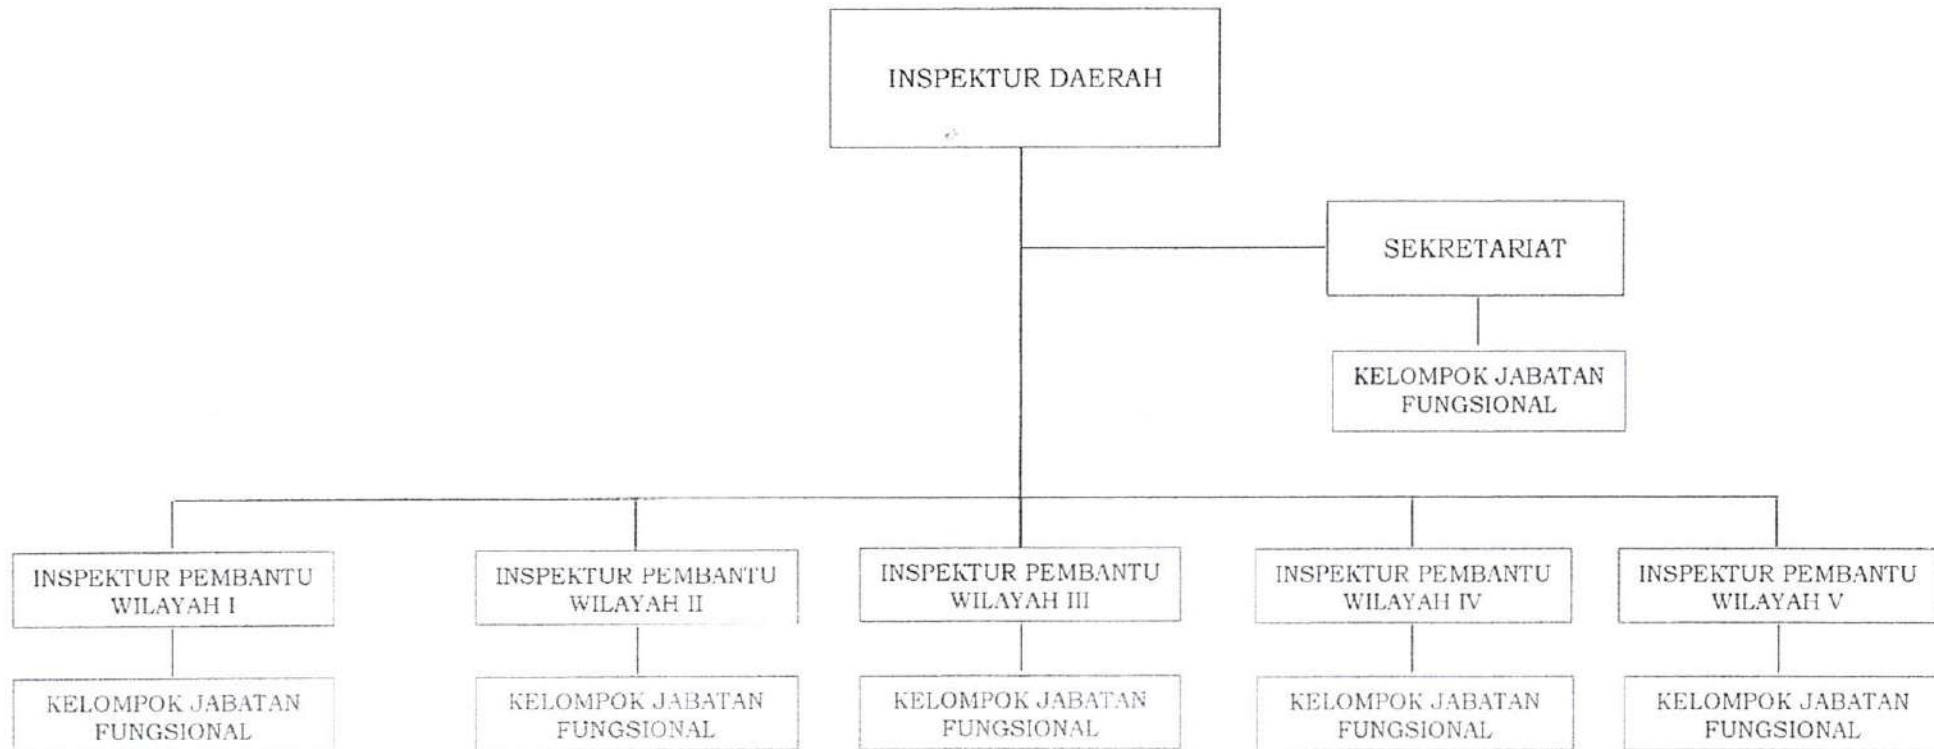 INSPEKTUR DAERAH
SEKRETARIAT
KELOMPOK JABATAN
FUNGSIONAL
INSPEKTUR PEMBANTU
WILAYAH I
INSPEKTUR PEMBANTU
WILAYAH II
INSPEKTUR PEMBANTU
WILAYAH III
INSPEKTUR PEMBANTU
WILAYAH IV
INSPEKTUR PEMBANTU
WILAYAH V
KELOMPOK JABATAN
FUNGSIONAL
KELOMPOK JABATAN
FUNGSIONAL
KELOMPOK JABATAN
FUNGSIONAL
KELOMPOK JABATAN
FUNGSIONAL
KELOMPOK JABATAN
FUNGSIONAL